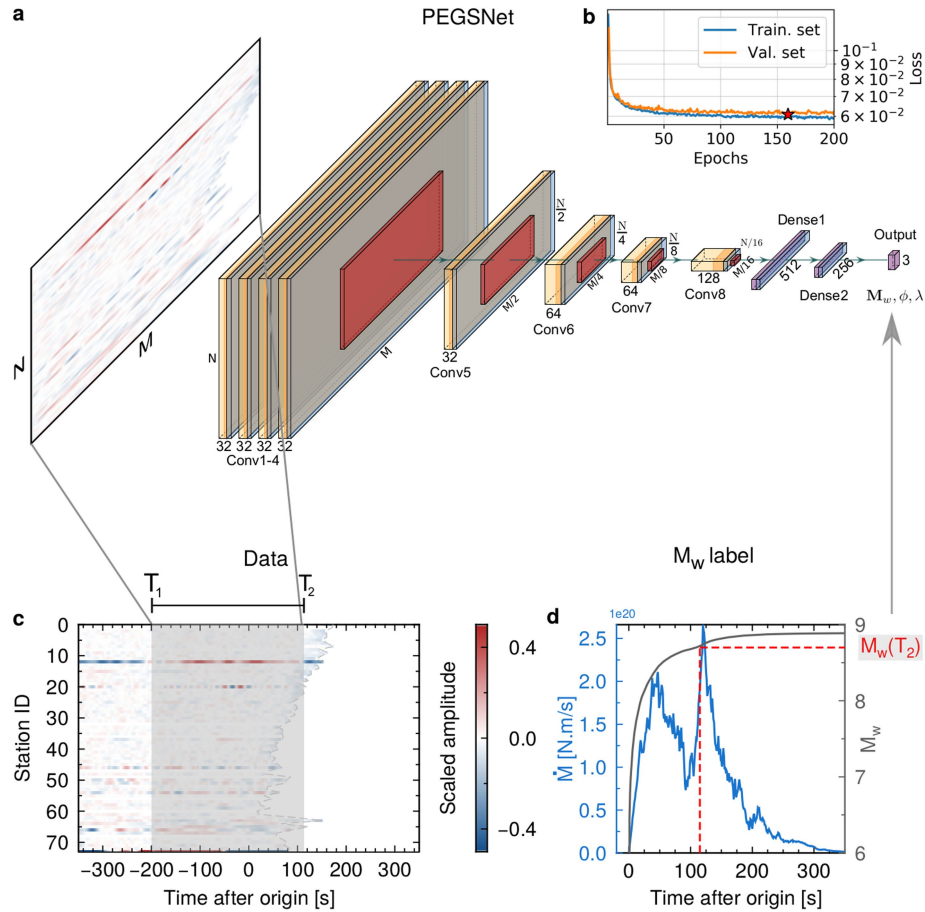 a
PEGSNet
b
Train. set
Val. set
10⁻¹
9 × 10⁻²
8 × 10⁻²
7 × 10⁻²
6 × 10⁻²
Loss
50 100 150 200
Epochs
N
M
N
M
32 32 32 32
Conv1-4
N/2
M/2
32
Conv5
N/4
M/4
64
Conv6
N/8
M/8
64
Conv7
N/16
M/16
128
Conv8
Dense1
512
256
Dense2
Output
3
M_w, ϕ, λ
Data
T₁ T₂
c
0
10
20
30
40
50
60
70
Station ID
−300 −200 −100 0 100 200 300
Time after origin [s]
0.4
0.0
−0.4
Scaled amplitude
M_w label
d
1e20
2.5
2.0
1.5
1.0
0.50
0.0
Ṁ [N.m/s]
0 100 200 300
Time after origin [s]
9
8
7
6
M_w
M_w(T₂)